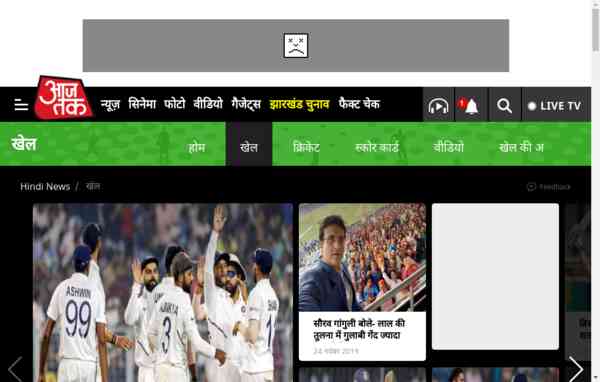 आज तक
न्यूज़ सिनेमा फोटो वीडियो गैजेट्स झारखंड चुनाव फैक्ट चेक
1
LIVE TV
खेल
होम खेल क्रिकेट स्कोर कार्ड वीडियो खेल की अ
Hindi News / खेल
Feedback
ASHWIN
99
3
सौरव गांगुली बोले- लाल की
तुलना में गुलाबी गेंद ज्यादा
24 नवंबर 2019